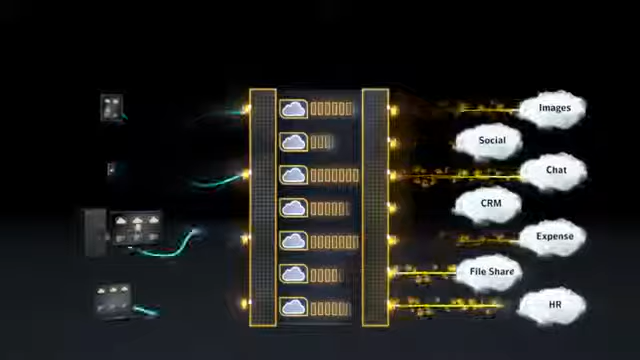 Images
Social
Chat
CRM
Expense
File Share
HR